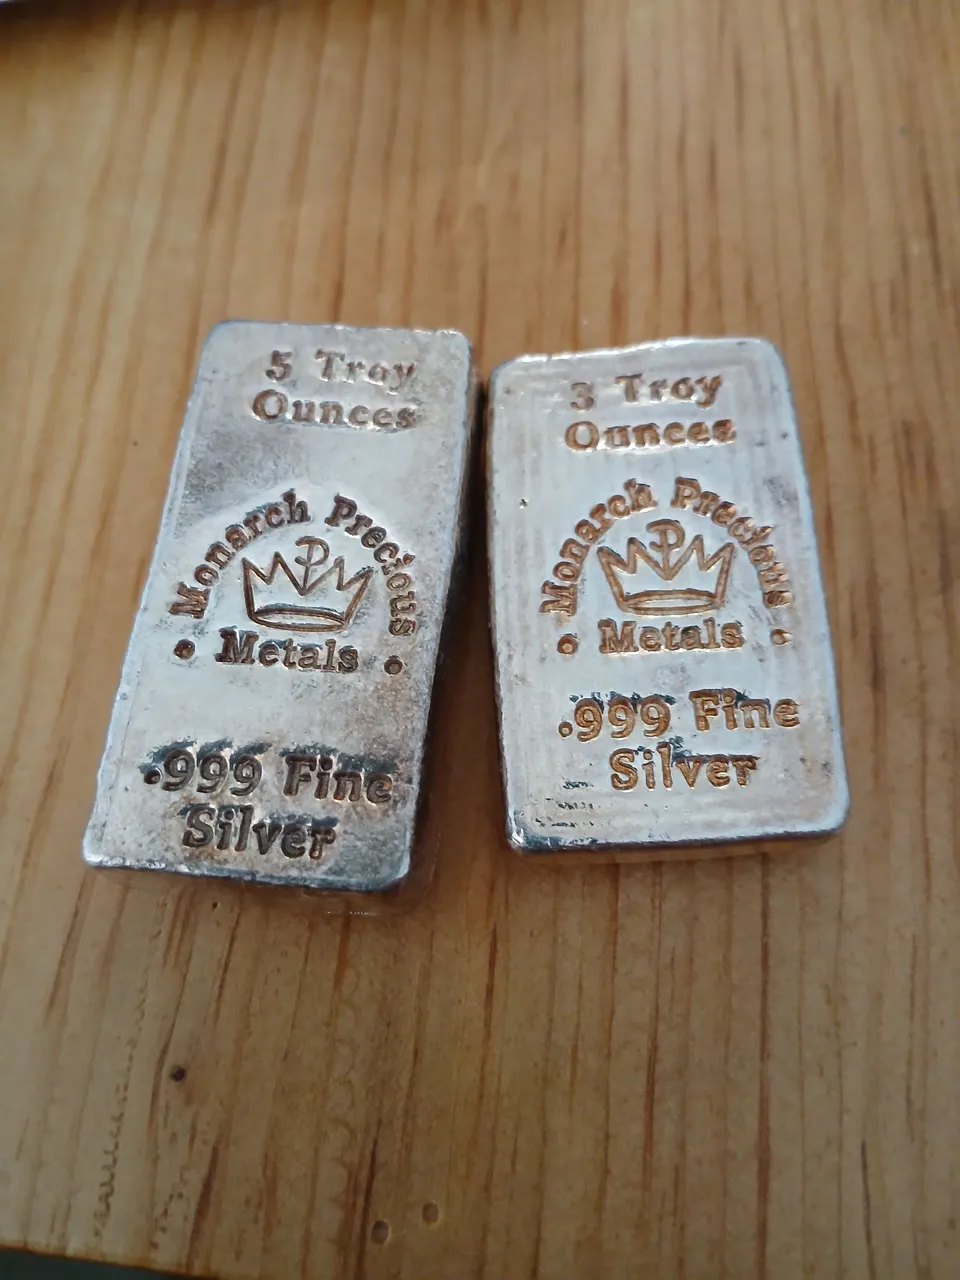 5 Troy
Ounces
Monarch Precious
Metals
.999 Fine
Silver
3 Troy
Ounces
Monarch Precious
Metals
.999 Fine
Silver